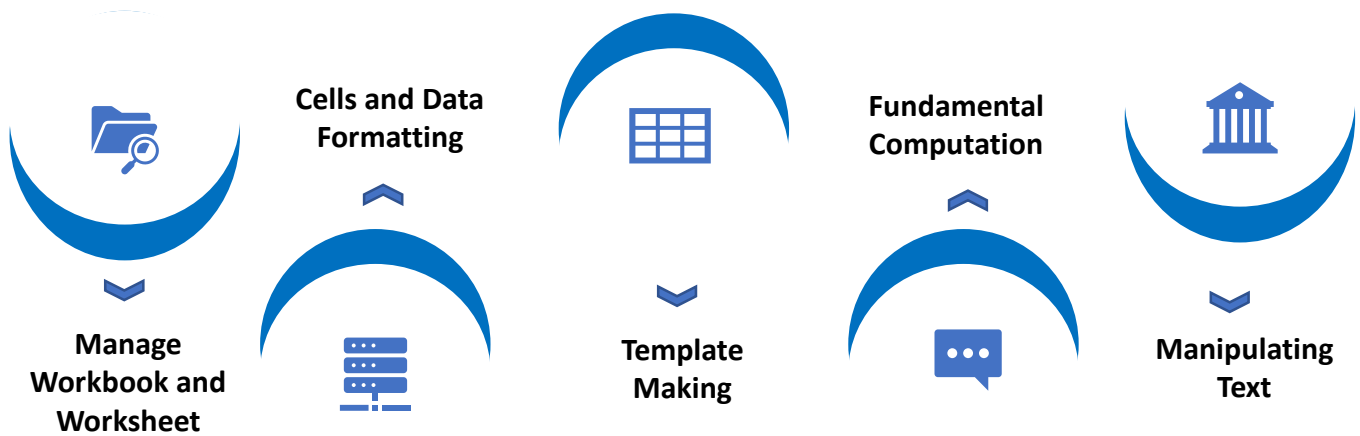 Manage
Workbook and
Worksheet
Cells and Data
Formatting
Template
Making
Fundamental
Computation
Manipulating
Text